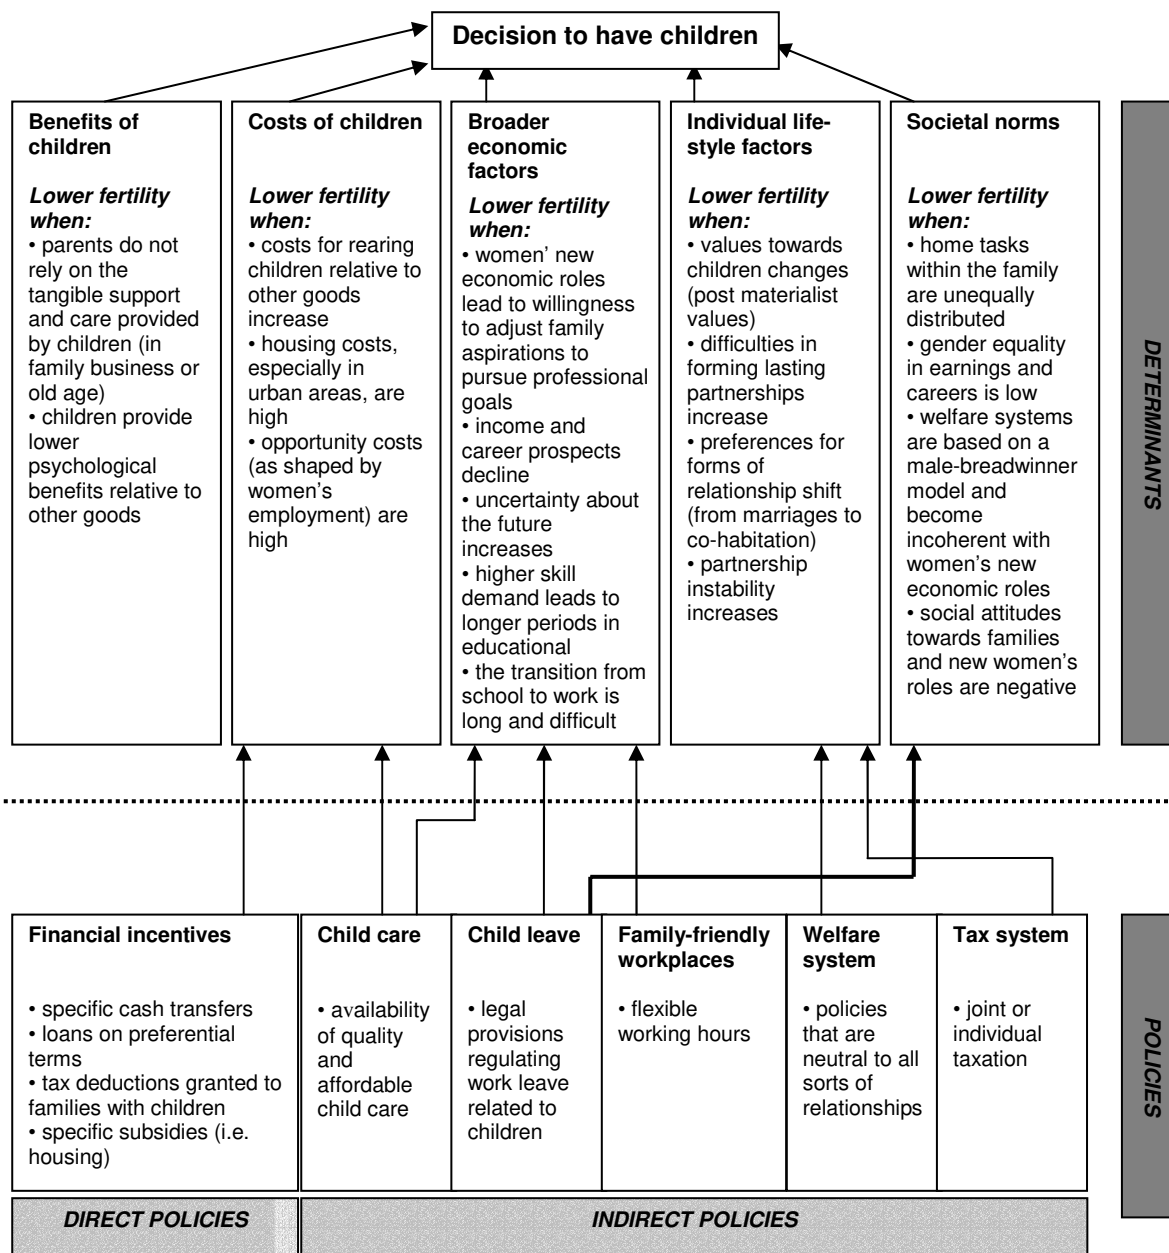 Decision to have children
Benefits of
children
Lower fertility
when:
• parents do not
rely on the
tangible support
and care provided
by children (in
family business or
old age)
• children provide
lower
psychological
benefits relative to
other goods
Costs of children
Lower fertility
when:
• costs for rearing
children relative to
other goods
increase
• housing costs,
especially in
urban areas, are
high
• opportunity costs
(as shaped by
women's
employment) are
high
Broader
economic
factors
Lower fertility
when:
• women' new
economic roles
lead to willingness
to adjust family
aspirations to
pursue professional
goals
• income and
career prospects
decline
• uncertainty about
the future
increases
• higher skill
demand leads to
longer periods in
educational
• the transition from
school to work is
long and difficult
Individual life-
style factors
Lower fertility
when:
• values towards
children changes
(post materialist
values)
• difficulties in
forming lasting
partnerships
increase
• preferences for
forms of
relationship shift
(from marriages to
co-habitation)
• partnership
instability
increases
Societal norms
Lower fertility
when:
• home tasks
within the family
are unequally
distributed
• gender equality
in earnings and
careers is low
• welfare systems
are based on a
male-breadwinner
model and
become
incoherent with
women's new
economic roles
• social attitudes
towards families
and new women's
roles are negative
DETERMINANTS
Financial incentives
• specific cash transfers
• loans on preferential
terms
• tax deductions granted to
families with children
• specific subsidies (i.e.
housing)
Child care
• availability
of quality
and
affordable
child care
Child leave
• legal
provisions
regulating
work leave
related to
children
Family-friendly
workplaces
• flexible
working hours
Welfare
system
• policies
that are
neutral to all
sorts of
relationships
Tax system
• joint or
individual
taxation
POLICIES
DIRECT POLICIES
INDIRECT POLICIES